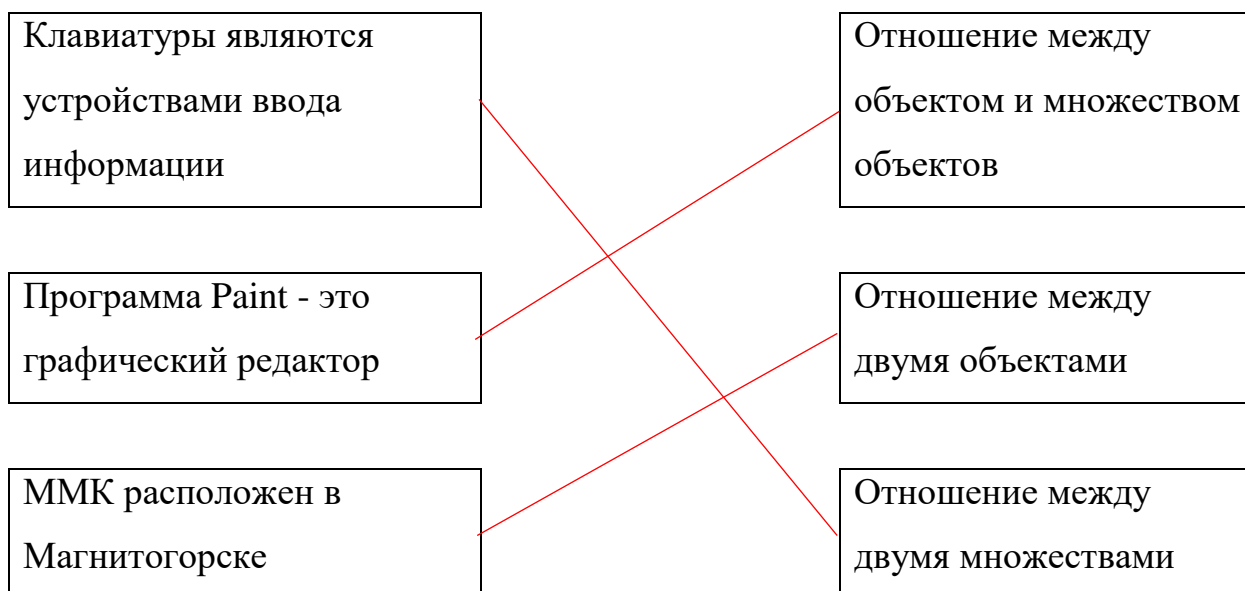 Клавиатуры являются
устройствами ввода
информации
Отношение между
объектом и множеством
объектов
Программа Paint - это
графический редактор
Отношение между
двумя объектами
ММК расположен в
Магнитогорске
Отношение между
двумя множествами